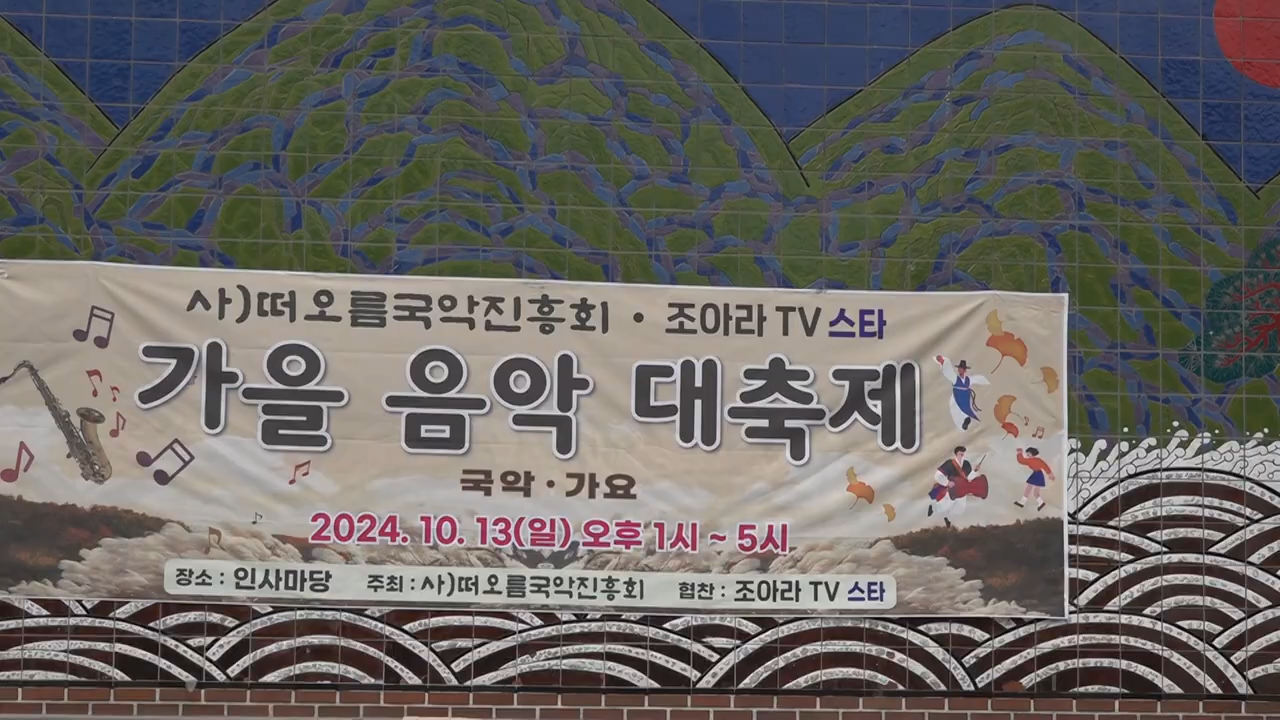 사)떠오름국악진흥회 · 조아라 TV 스타
가을 음악 대축제
국악 · 가요
2024. 10. 13(일) 오후 1시 ~ 5시
장소 : 인사마당 주최 : 사)떠오름국악진흥회 협찬 : 조아라 TV 스타